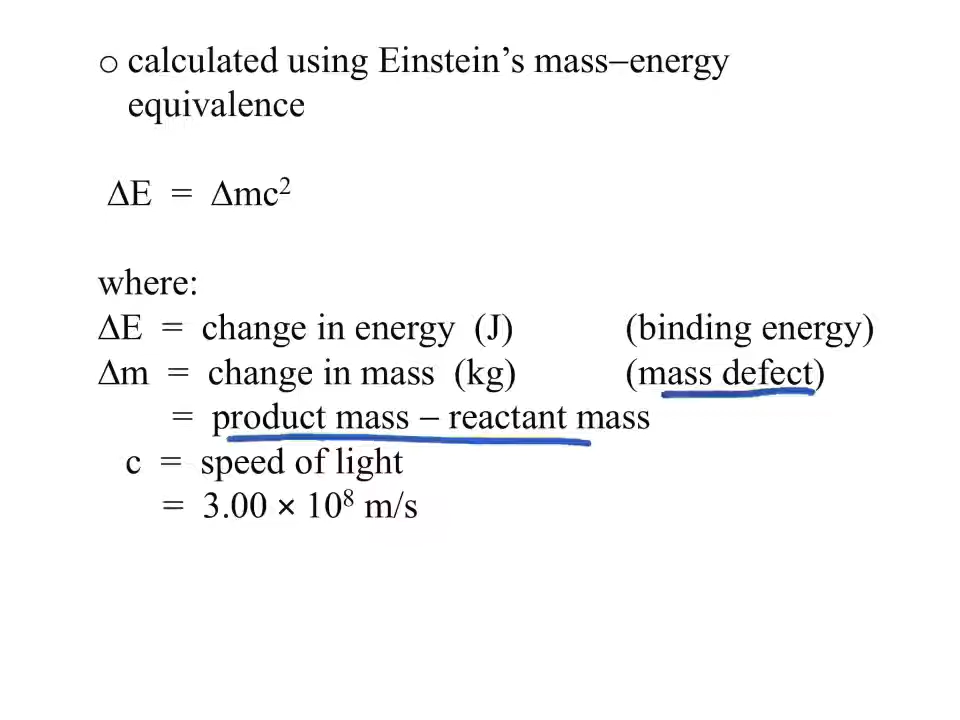 ○ calculated using Einstein’s mass–energy
equivalence
ΔE = Δmc²
where:
ΔE = change in energy (J) (binding energy)
Δm = change in mass (kg) (mass defect)
= product mass – reactant mass
c = speed of light
= 3.00 × 10⁸ m/s